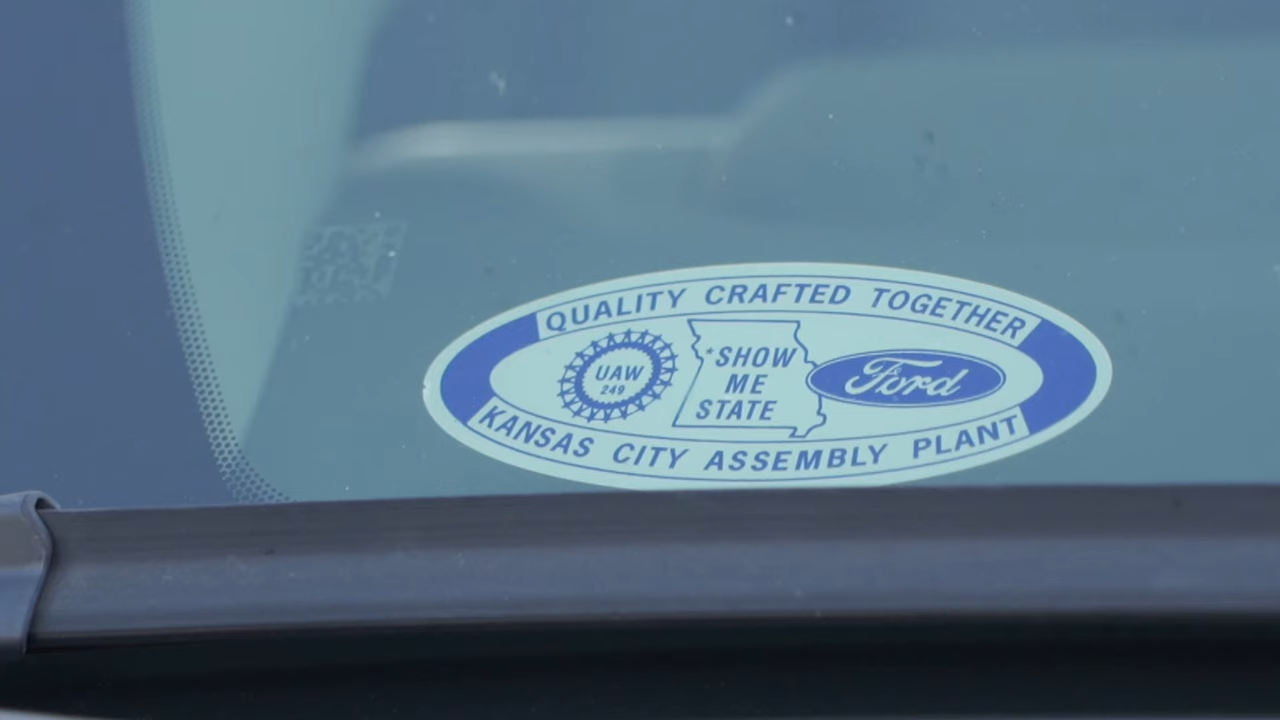 QUALITY CRAFTED TOGETHER
UAW
249
*SHOW
ME
STATE
Ford
KANSAS CITY ASSEMBLY PLANT